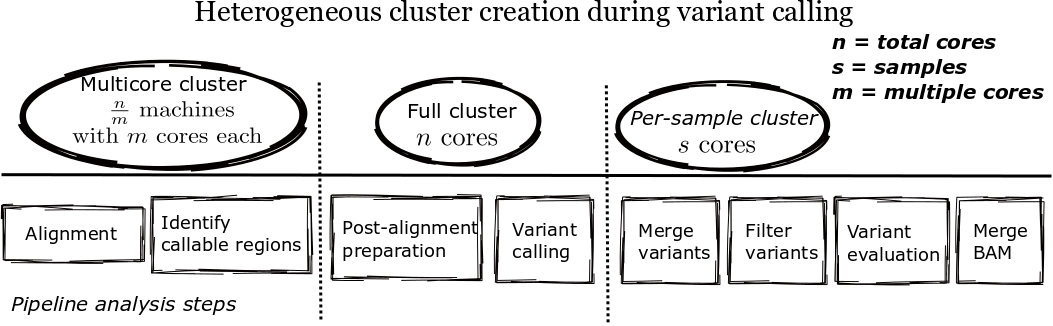 Heterogeneous cluster creation during variant calling
n = total cores
s = samples
m = multiple cores
Multicore cluster
n/m machines
with m cores each
Full cluster
n cores
Per-sample cluster
s cores
Alignment
Identify
callable regions
Post-alignment
preparation
Variant
calling
Merge
variants
Filter
variants
Variant
evaluation
Merge
BAM
Pipeline analysis steps